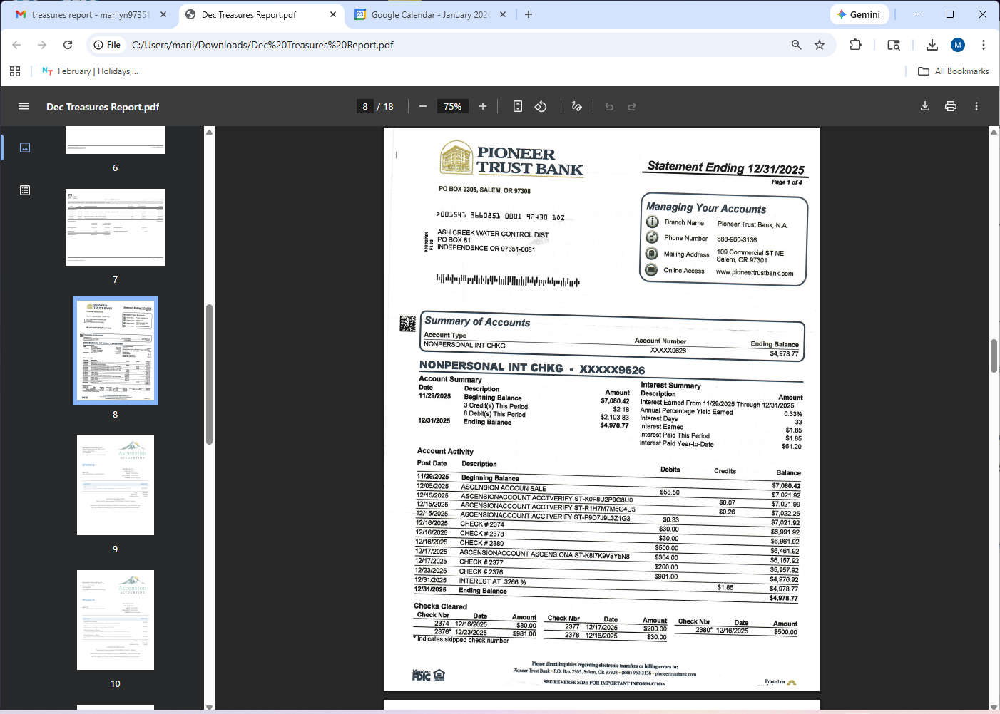 treasures report - marilyn97351
Dec Treasures Report.pdf
23
Google Calendar - January 2026
Gemini
File
C:/Users/maril/Downloads/Dec%20Treasures%20Report.pdf
M
NT February | Holidays,...
All Bookmarks
Dec Treasures Report.pdf
8 / 18
75%
6
7
8
9
10
PIONEER
TRUST BANK
PO BOX 2305, SALEM, OR 97308
Statement Ending 12/31/2025
Page 1 of 4
>001541 3660851 0001 92430 10Z
ASH CREEK WATER CONTROL DIST
PO BOX 81
INDEPENDENCE OR 97351-0081
Managing Your Accounts
Branch Name Pioneer Trust Bank, N.A.
Phone Number 888-960-3136
Mailing Address 109 Commercial ST NE
Salem, OR 97301
Online Access www.pioneertrustbank.com
Summary of Accounts
Account Type Account Number Ending Balance
NONPERSONAL INT CHKG XXXXX9626 $4,978.77
NONPERSONAL INT CHKG - XXXXX9626
Account Summary
Date Description Amount
11/29/2025 Beginning Balance $7,080.42
3 Credit(s) This Period $2.18
8 Debit(s) This Period $2,103.83
12/31/2025 Ending Balance $4,978.77
Interest Summary
Description Amount
Interest Earned From 11/29/2025 Through 12/31/2025
Annual Percentage Yield Earned 0.33%
Interest Days 33
Interest Earned $1.85
Interest Paid This Period $1.85
Interest Paid Year-to-Date $61.20
Account Activity
Post Date Description Debits Credits Balance
11/29/2025 Beginning Balance $7,080.42
12/05/2025 ASCENSION ACCOUN SALE $58.50 $7,021.92
12/15/2025 ASCENSIONACCOUNT ACCTVERIFY ST-K0F8U2P9G8U0 $0.07 $7,021.99
12/15/2025 ASCENSIONACCOUNT ACCTVERIFY ST-R1H7M7M5G4U5 $0.26 $7,022.25
12/15/2025 ASCENSIONACCOUNT ACCTVERIFY ST-P9D7J9L3Z1G3 $0.33 $7,021.92
12/16/2025 CHECK # 2374 $30.00 $6,991.92
12/16/2025 CHECK # 2378 $30.00 $6,961.92
12/16/2025 CHECK # 2380 $500.00 $6,461.92
12/17/2025 ASCENSIONACCOUNT ASCENSIONA ST-K8I7K9V8Y5N8 $304.00 $6,157.92
12/17/2025 CHECK # 2377 $200.00 $5,957.92
12/23/2025 CHECK # 2376 $981.00 $4,976.92
12/31/2025 INTEREST AT .3266 % $1.85 $4,978.77
12/31/2025 Ending Balance $4,978.77
Checks Cleared
Check Nbr Date Amount Check Nbr Date Amount Check Nbr Date Amount
2374 12/16/2025 $30.00 2377 12/17/2025 $200.00 2380* 12/16/2025 $500.00
2376* 12/23/2025 $981.00 2378 12/16/2025 $30.00
* Indicates skipped check number
Member
FDIC
Please direct inquiries regarding electronic transfers or billing errors to:
Pioneer Trust Bank • P.O. Box 2305, Salem, OR 97308 • (888) 960-3136 • pioneertrustbank.com
SEE REVERSE SIDE FOR IMPORTANT INFORMATION
Printed on